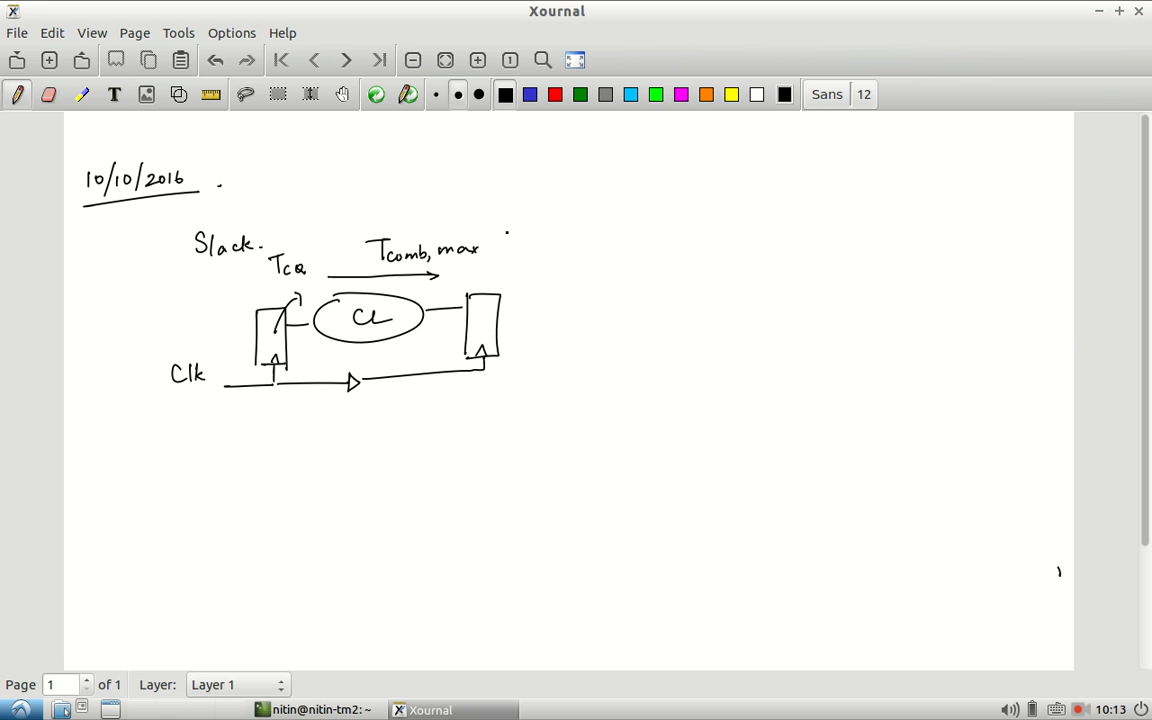 Xournal
File Edit View Page Tools Options Help
Sans 12
10/10/2016
Slack.
TCQ
Tcomb, max
CL
Clk
Page 1 of 1 Layer: Layer 1
nitin@nitin-tm2: ~ Xournal 10:13